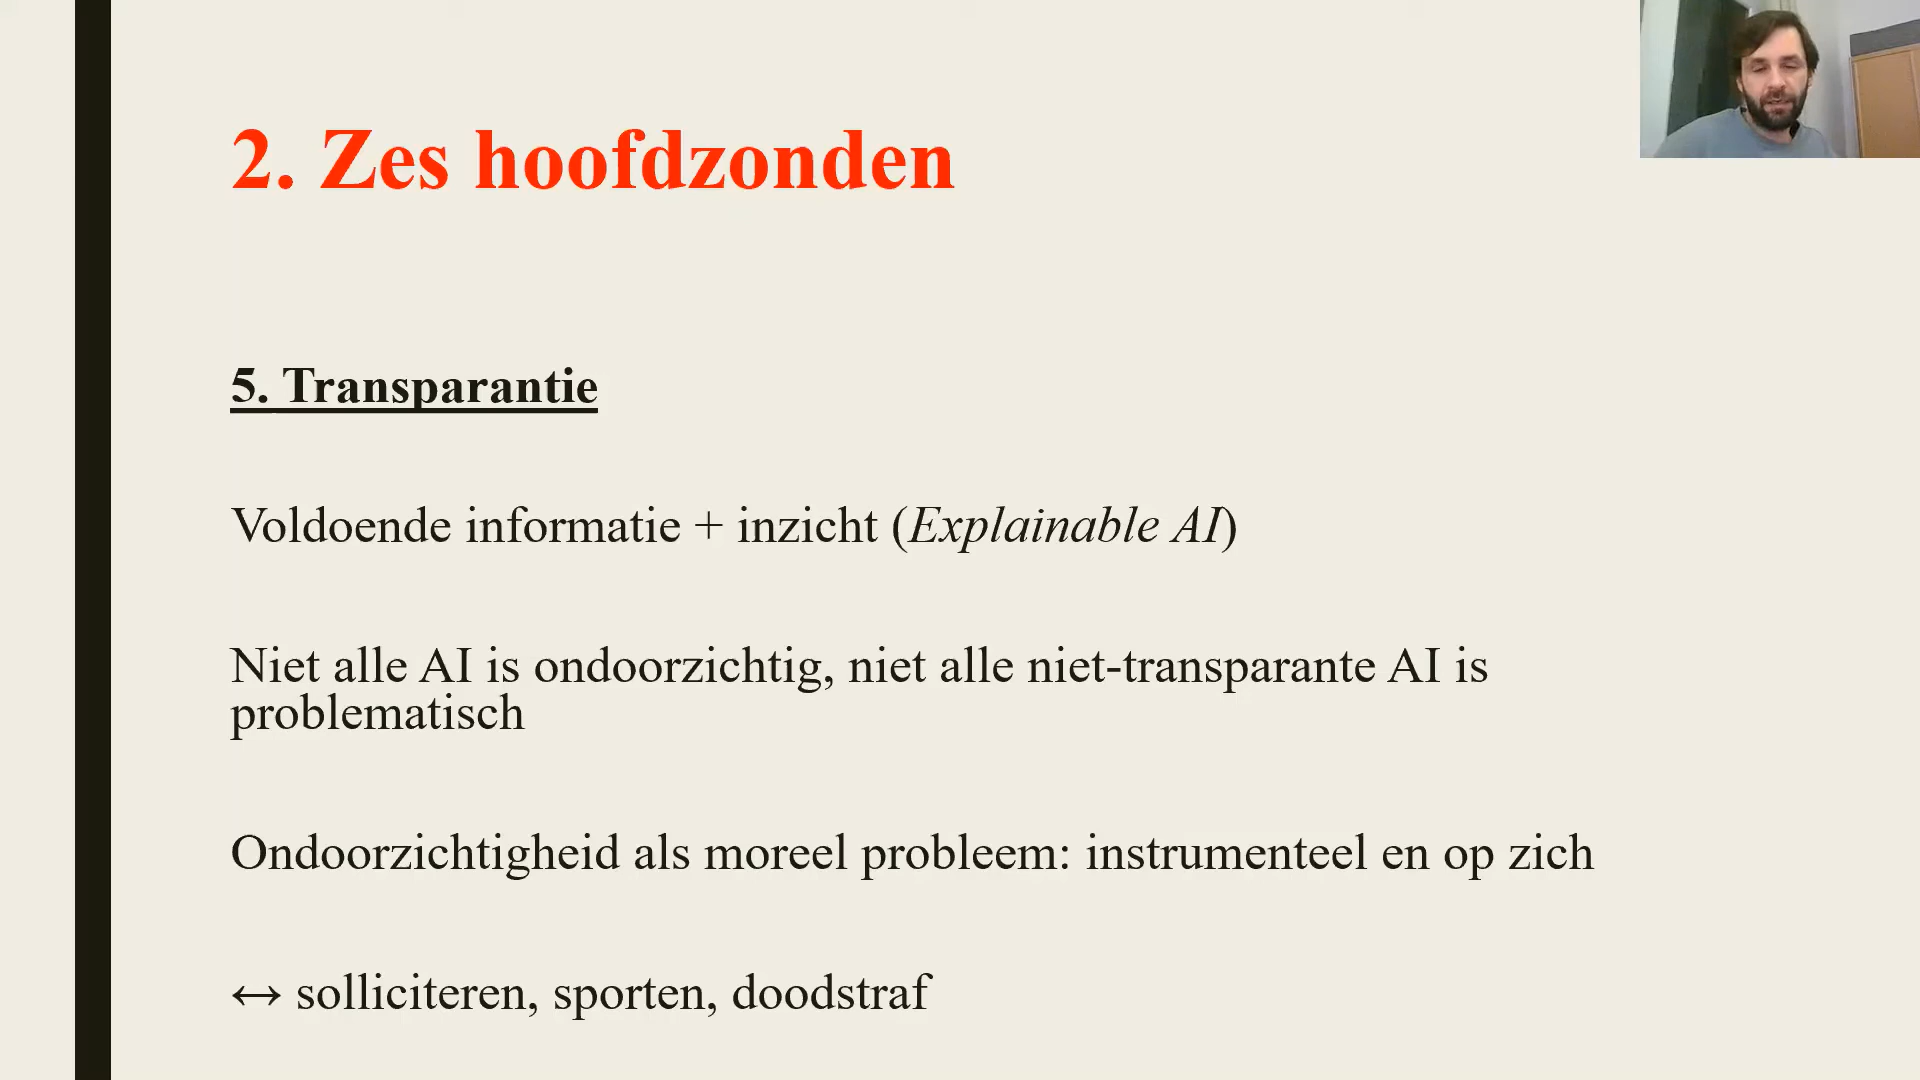 2. Zes hoofdzonden
5. Transparantie
Voldoende informatie + inzicht (Explainable AI)
Niet alle AI is ondoorzichtig, niet alle niet-transparante AI is
problematisch
Ondoorzichtigheid als moreel probleem: instrumenteel en op zich
↔ solliciteren, sporten, doodstraf